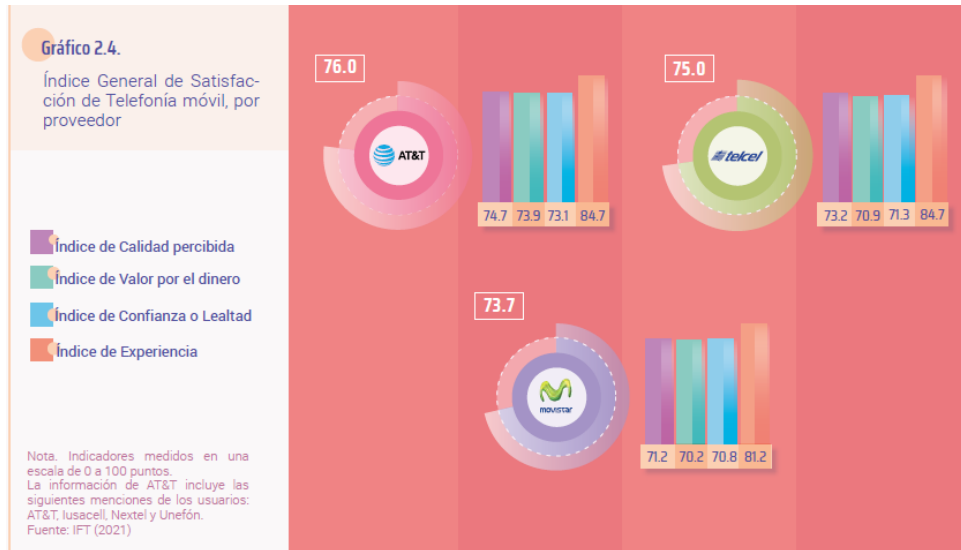 Gráfico 2.4.
Índice General de Satisfac-
ción de Telefonía móvil, por
proveedor
Índice de Calidad percibida
Índice de Valor por el dinero
Índice de Confianza o Lealtad
Índice de Experiencia
Nota. Indicadores medidos en una
escala de 0 a 100 puntos.
La información de AT&T incluye las
siguientes menciones de los usuarios:
AT&T, Iusacell, Nextel y Unefón.
Fuente: IFT (2021)
76.0
AT&T
74.7 73.9 73.1 84.7
75.0
telcel
73.2 70.9 71.3 84.7
73.7
movistar
71.2 70.2 70.8 81.2